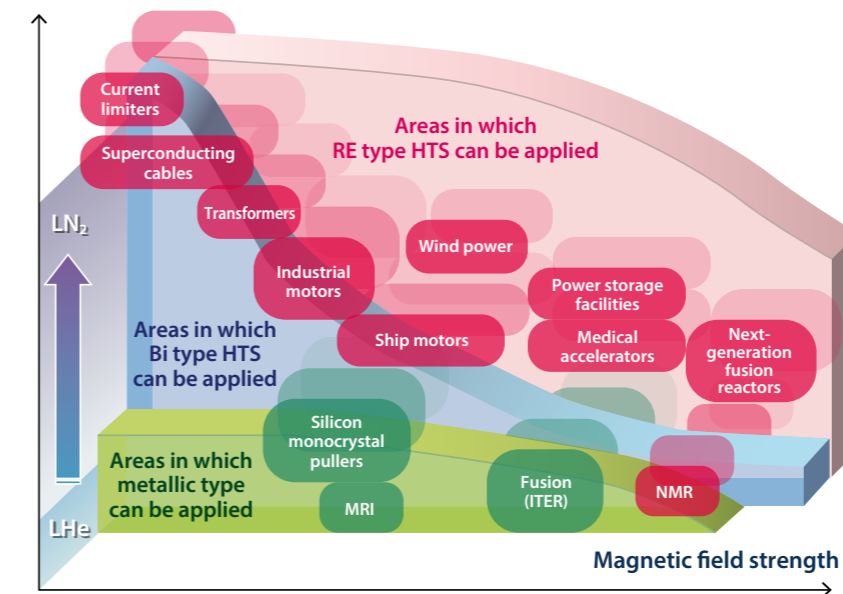 Current
limiters
Areas in which
RE type HTS can be applied
Superconducting
cables
LN₂
Transformers
Wind power
Industrial
motors
Power storage
facilities
Areas in which
Bi type HTS
can be applied
Ship motors
Medical
accelerators
Next-
generation
fusion
reactors
Silicon
monocrystal
pullers
Areas in which
metallic type
can be applied
Fusion
(ITER)
NMR
MRI
LHe
Magnetic field strength